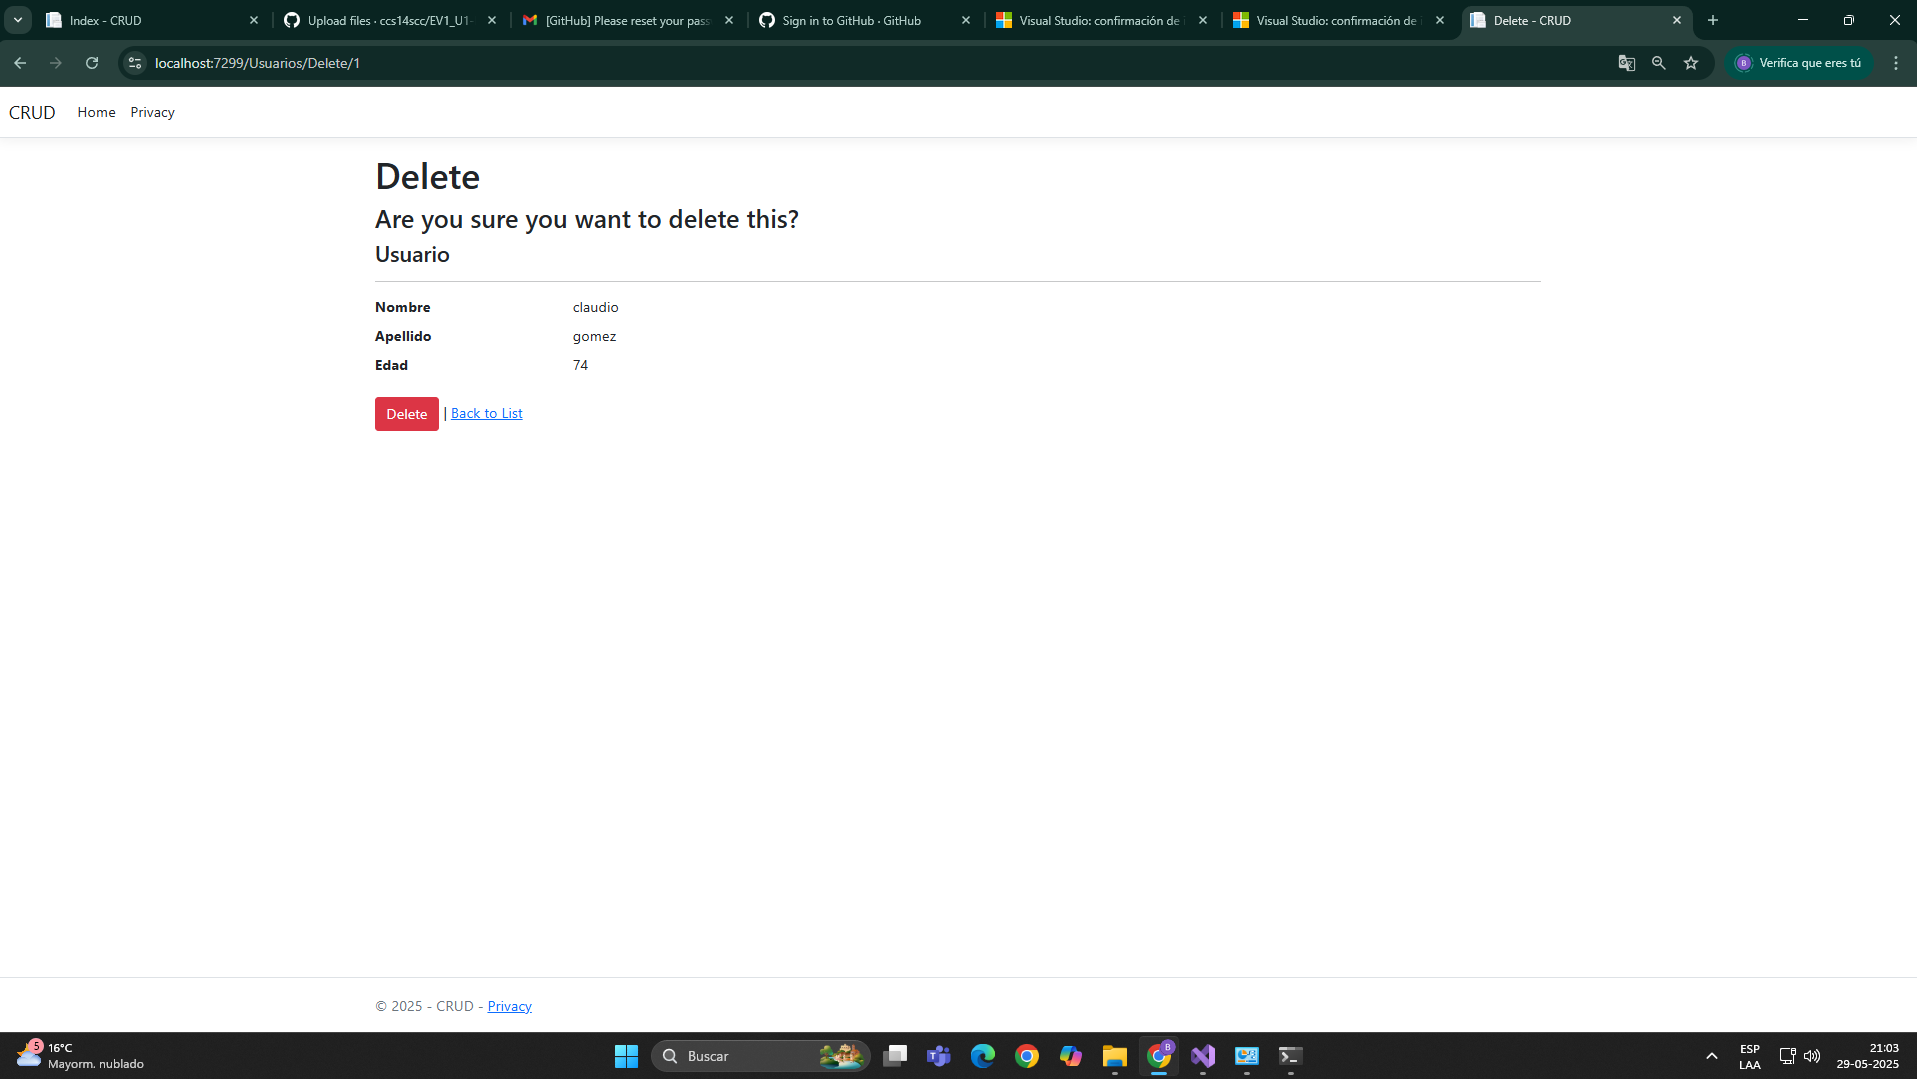 Index - CRUD
Upload files · ccs14scc/EV1_U1-
[GitHub] Please reset your pass
Sign in to GitHub · GitHub
Visual Studio: confirmación de i
Visual Studio: confirmación de i
Delete - CRUD
localhost:7299/Usuarios/Delete/1
B
Verifica que eres tú
CRUD
Home
Privacy
Delete
Are you sure you want to delete this?
Usuario
Nombre claudio
Apellido gomez
Edad 74
Delete | Back to List
© 2025 - CRUD - Privacy
5
16°C
Mayorm. nublado
Buscar
B
ESP
LAA
21:03
29-05-2025